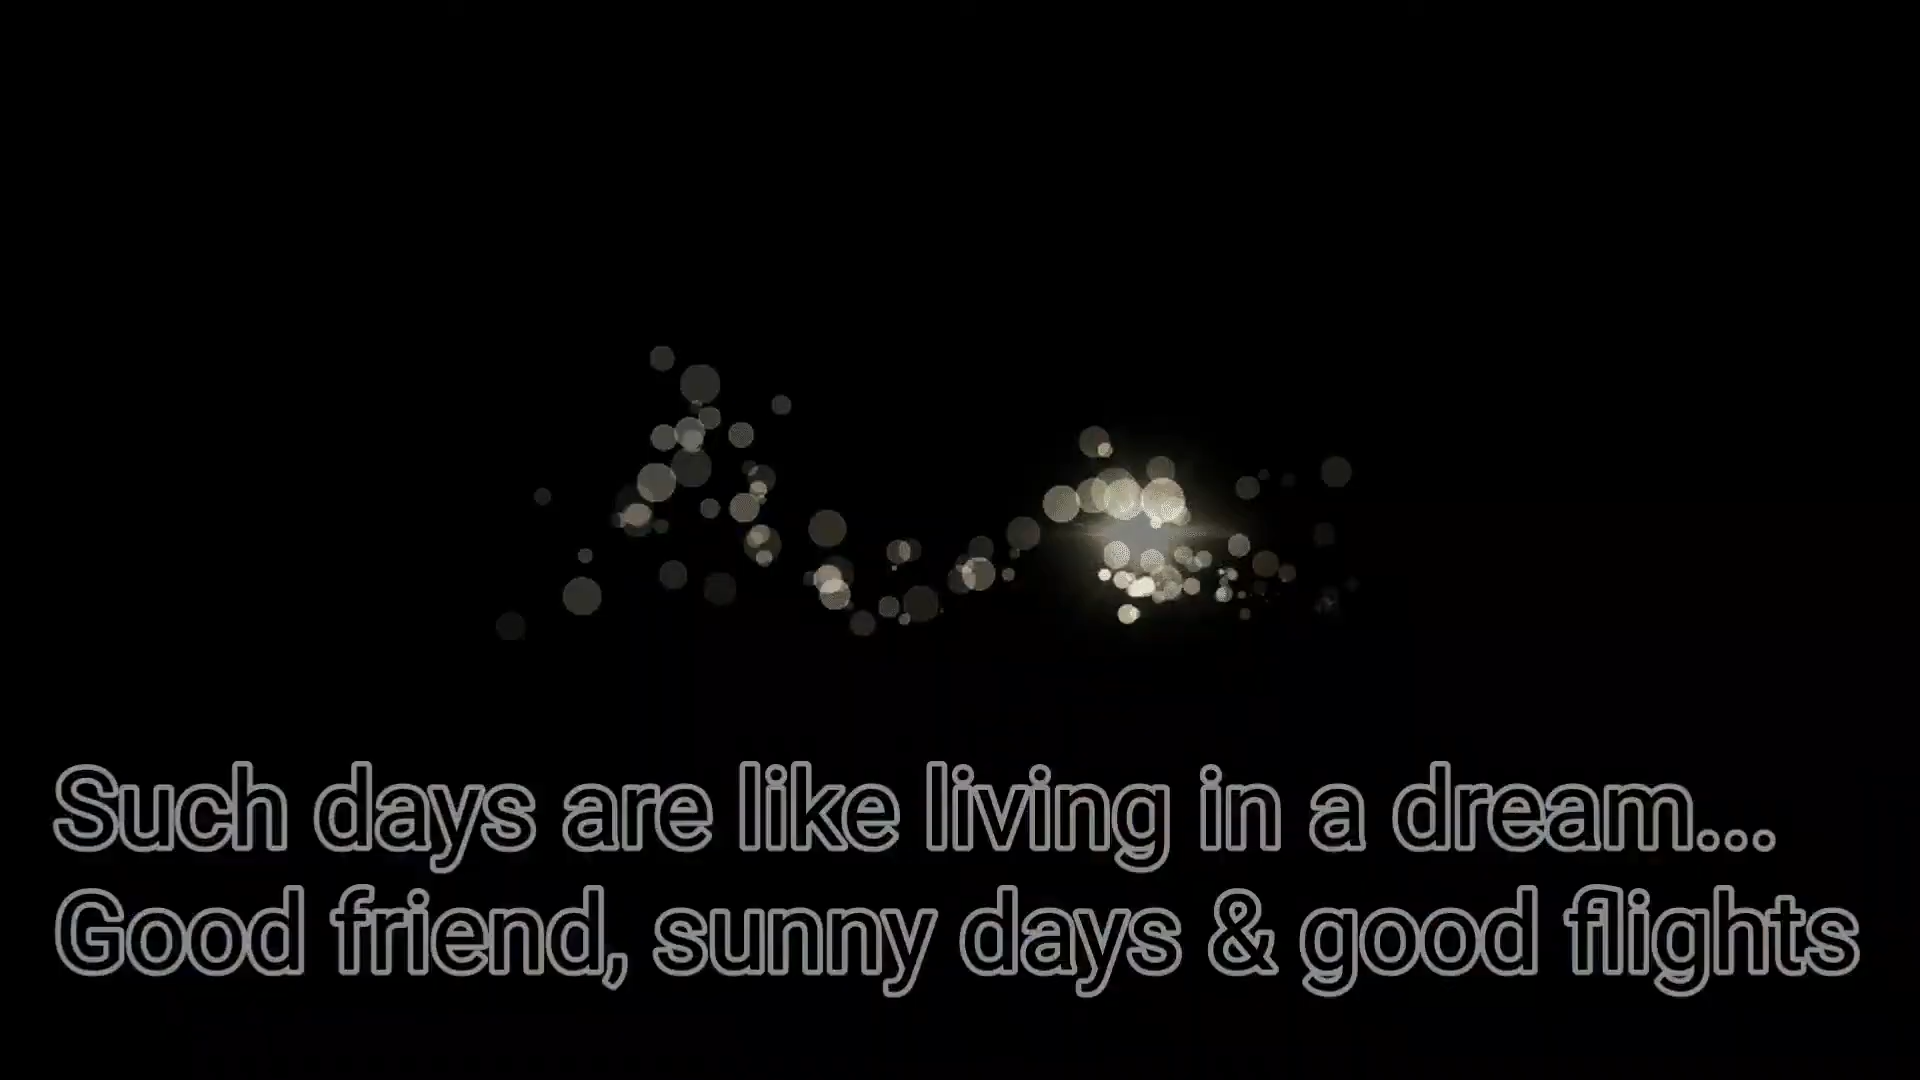 Such days are like living in a dream...
Good friend, sunny days & good flights